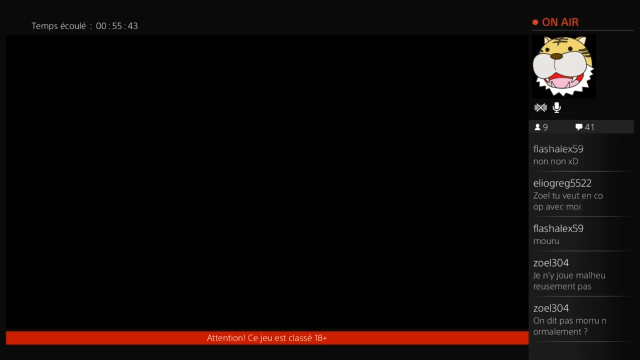 Temps écoulé : 00:55:43
ON AIR
9 41
flashalex59
non non xD
eliogreg5522
Zoel tu veut en co
op avec moi
flashalex59
mouru
zoel304
Je n'y joue malheu
reusement pas
zoel304
On dit pas morru n
ormalement ?
Attention! Ce jeu est classé 18+